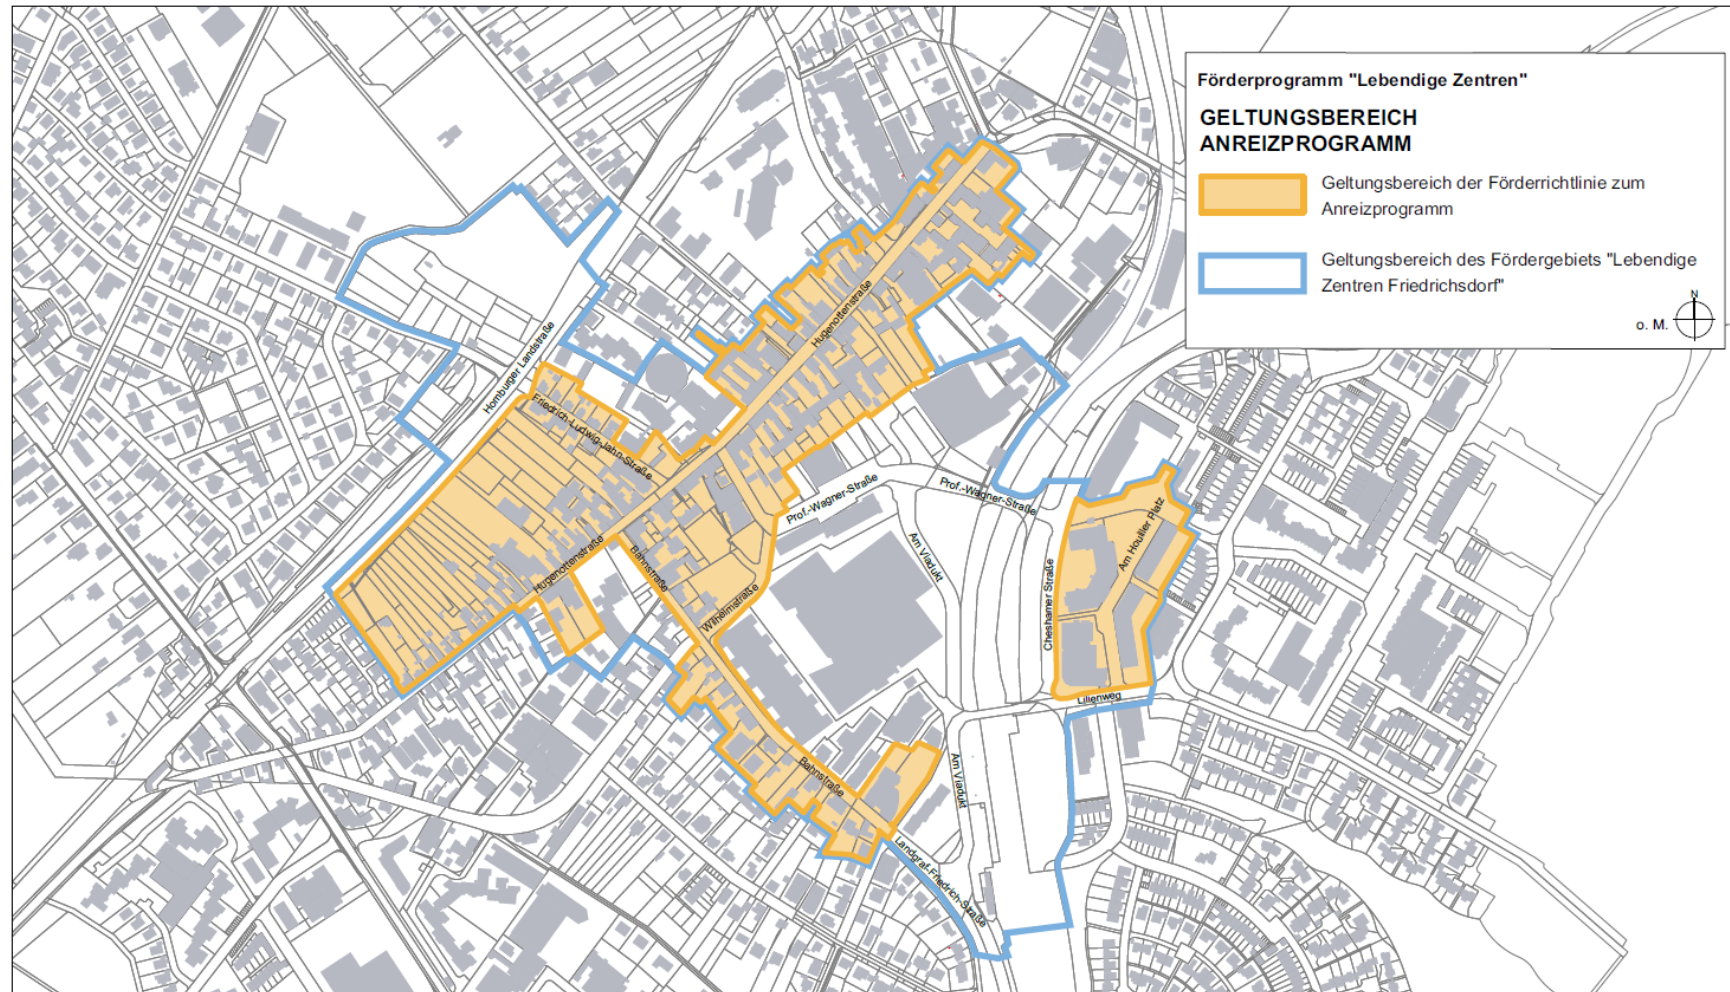 Förderprogramm "Lebendige Zentren"
GELTUNGSBEREICH
ANREIZPROGRAMM
Geltungsbereich der Förderrichtlinie zum
Anreizprogramm
Geltungsbereich des Fördergebiets "Lebendige
Zentren Friedrichsdorf"
N
o. M.
Hugenottenstraße
Homburger Landstraße
Friedrich-Ludwig-Jahn-Straße
Prof.-Wagner-Straße
Prof.-Wagner-Straße
Am Houiller Platz
Am Viadukt
Hugenottenstraße
Bahnstraße
Wilhelmstraße
Cheshamer Straße
Lilienweg
Bahnstraße
Am Viadukt
Landgraf-Friedrich-Straße